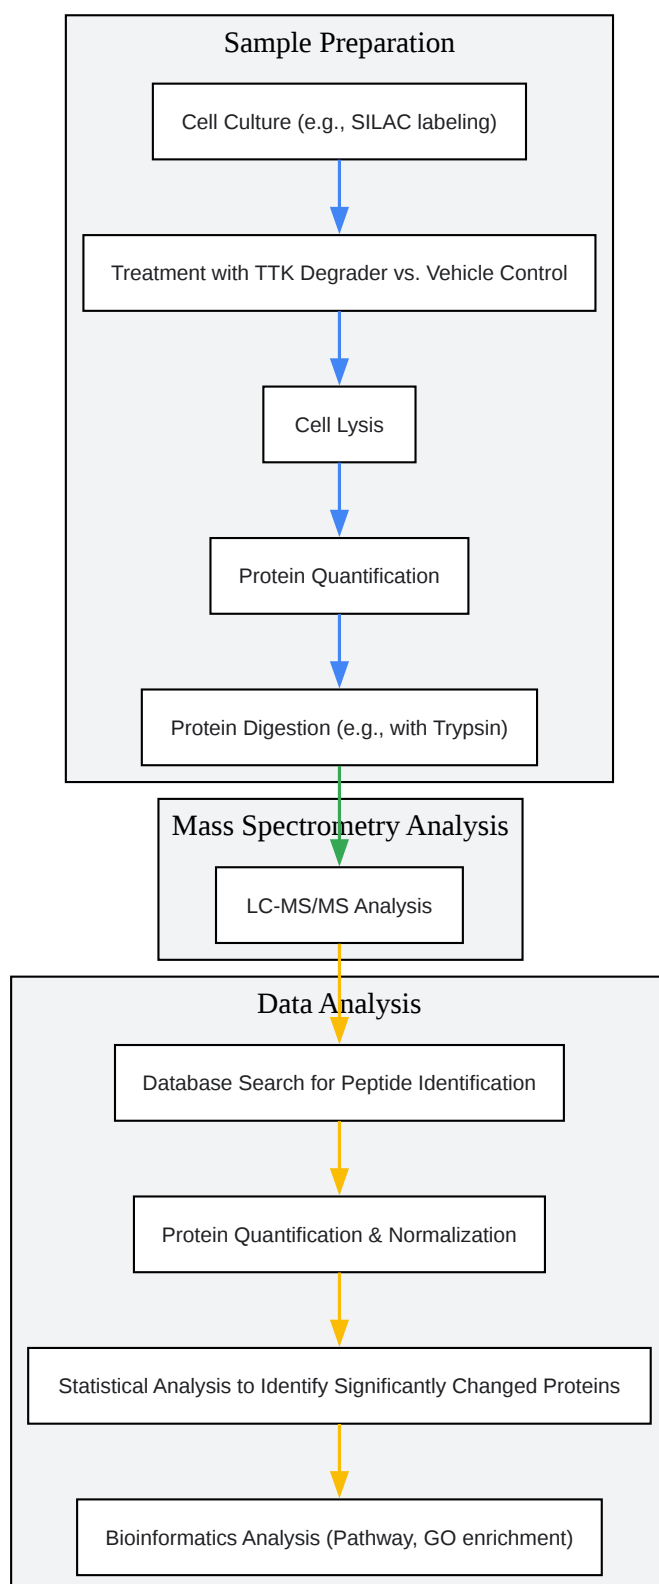 Sample Preparation
Cell Culture (e.g., SILAC labeling)
Treatment with TTK Degrader vs. Vehicle Control
Cell Lysis
Protein Quantification
Protein Digestion (e.g., with Trypsin)
Mass Spectrometry Analysis
LC-MS/MS Analysis
Data Analysis
Database Search for Peptide Identification
Protein Quantification & Normalization
Statistical Analysis to Identify Significantly Changed Proteins
Bioinformatics Analysis (Pathway, GO enrichment)